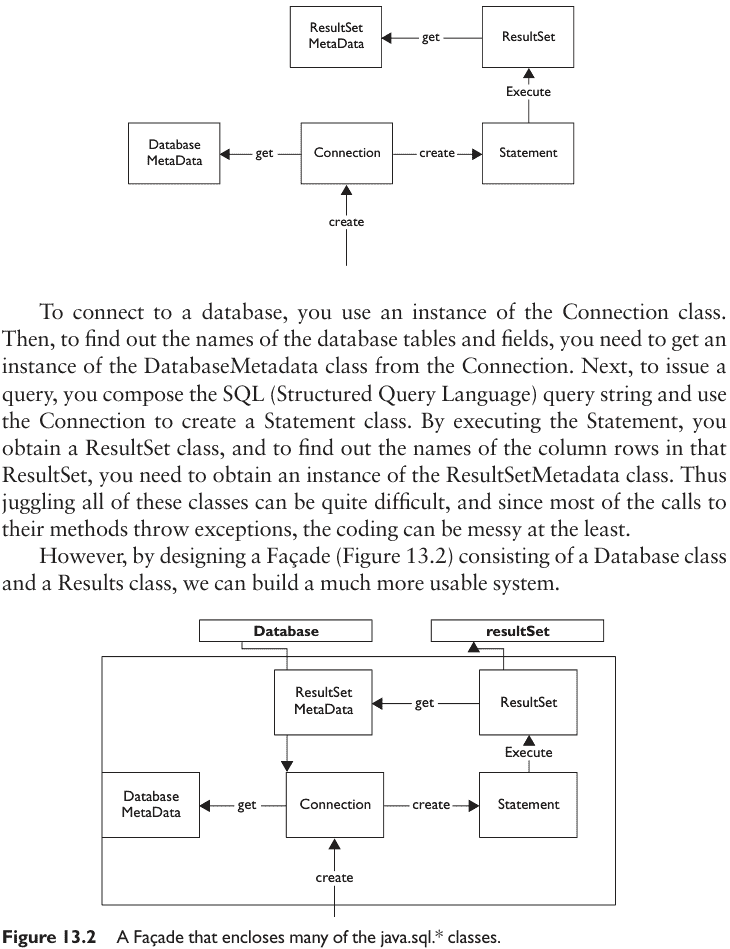 ResultSet
MetaData
get
ResultSet
Execute
Database
MetaData
get
Connection
create
Statement
create
To connect to a database, you use an instance of the Connection class.
Then, to find out the names of the database tables and fields, you need to get an
instance of the DatabaseMetadata class from the Connection. Next, to issue a
query, you compose the SQL (Structured Query Language) query string and use
the Connection to create a Statement class. By executing the Statement, you
obtain a ResultSet class, and to find out the names of the column rows in that
ResultSet, you need to obtain an instance of the ResultSetMetadata class. Thus
juggling all of these classes can be quite difficult, and since most of the calls to
their methods throw exceptions, the coding can be messy at the least.
However, by designing a Façade (Figure 13.2) consisting of a Database class
and a Results class, we can build a much more usable system.
Database
resultSet
ResultSet
MetaData
get
ResultSet
Execute
Database
MetaData
get
Connection
create
Statement
create
Figure 13.2 A Façade that encloses many of the java.sql.* classes.